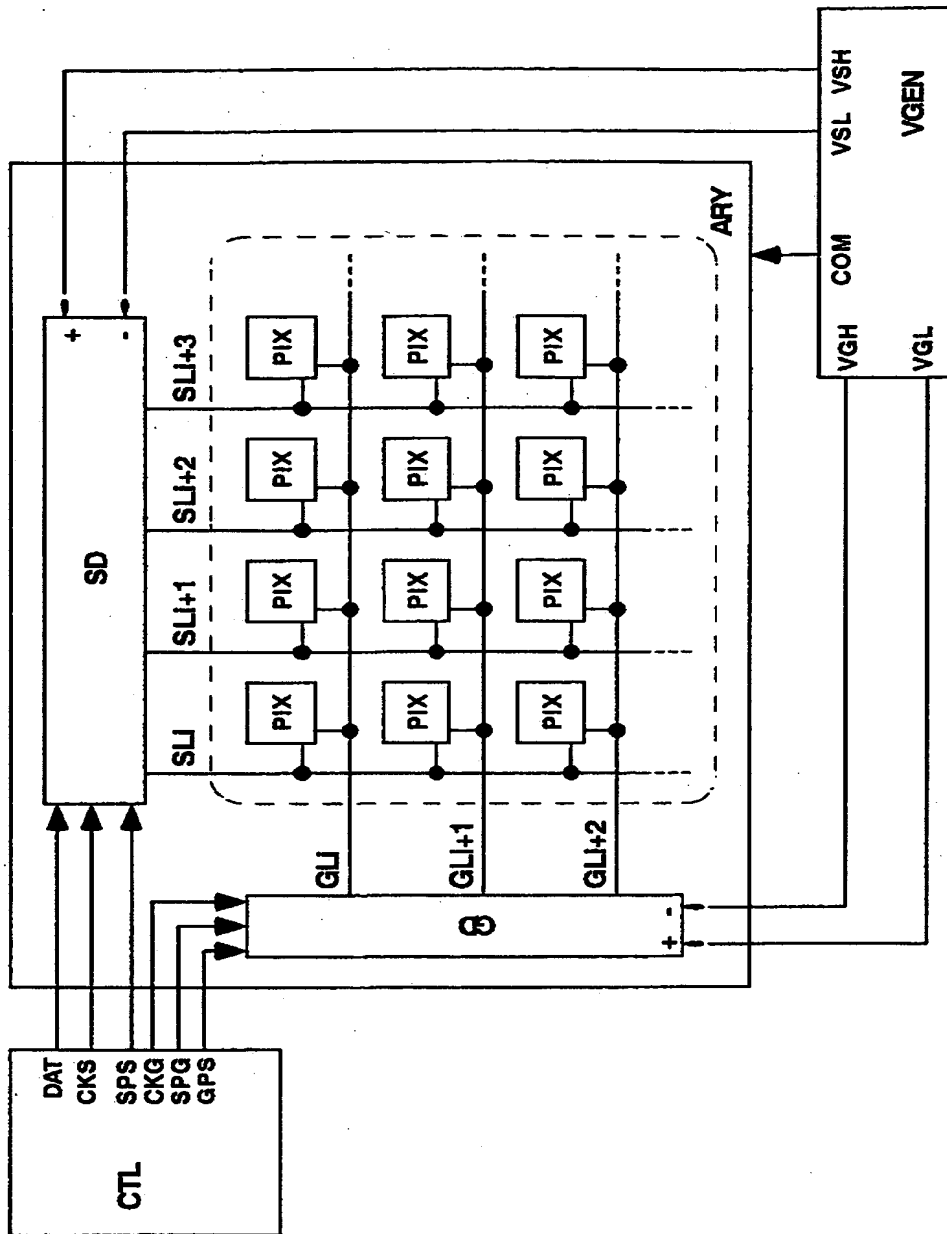 CTL
DAT
CKS
SPS
CKG
SPG
GPS
SD
+
-
SLi
SLi+1
SLi+2
SLi+3
GLi
GLi+1
GLi+2
PIX
PIX
PIX
PIX
PIX
PIX
PIX
PIX
PIX
PIX
PIX
PIX
ARY
+
-
VGL
VGH
COM
VSL
VSH
VGEN